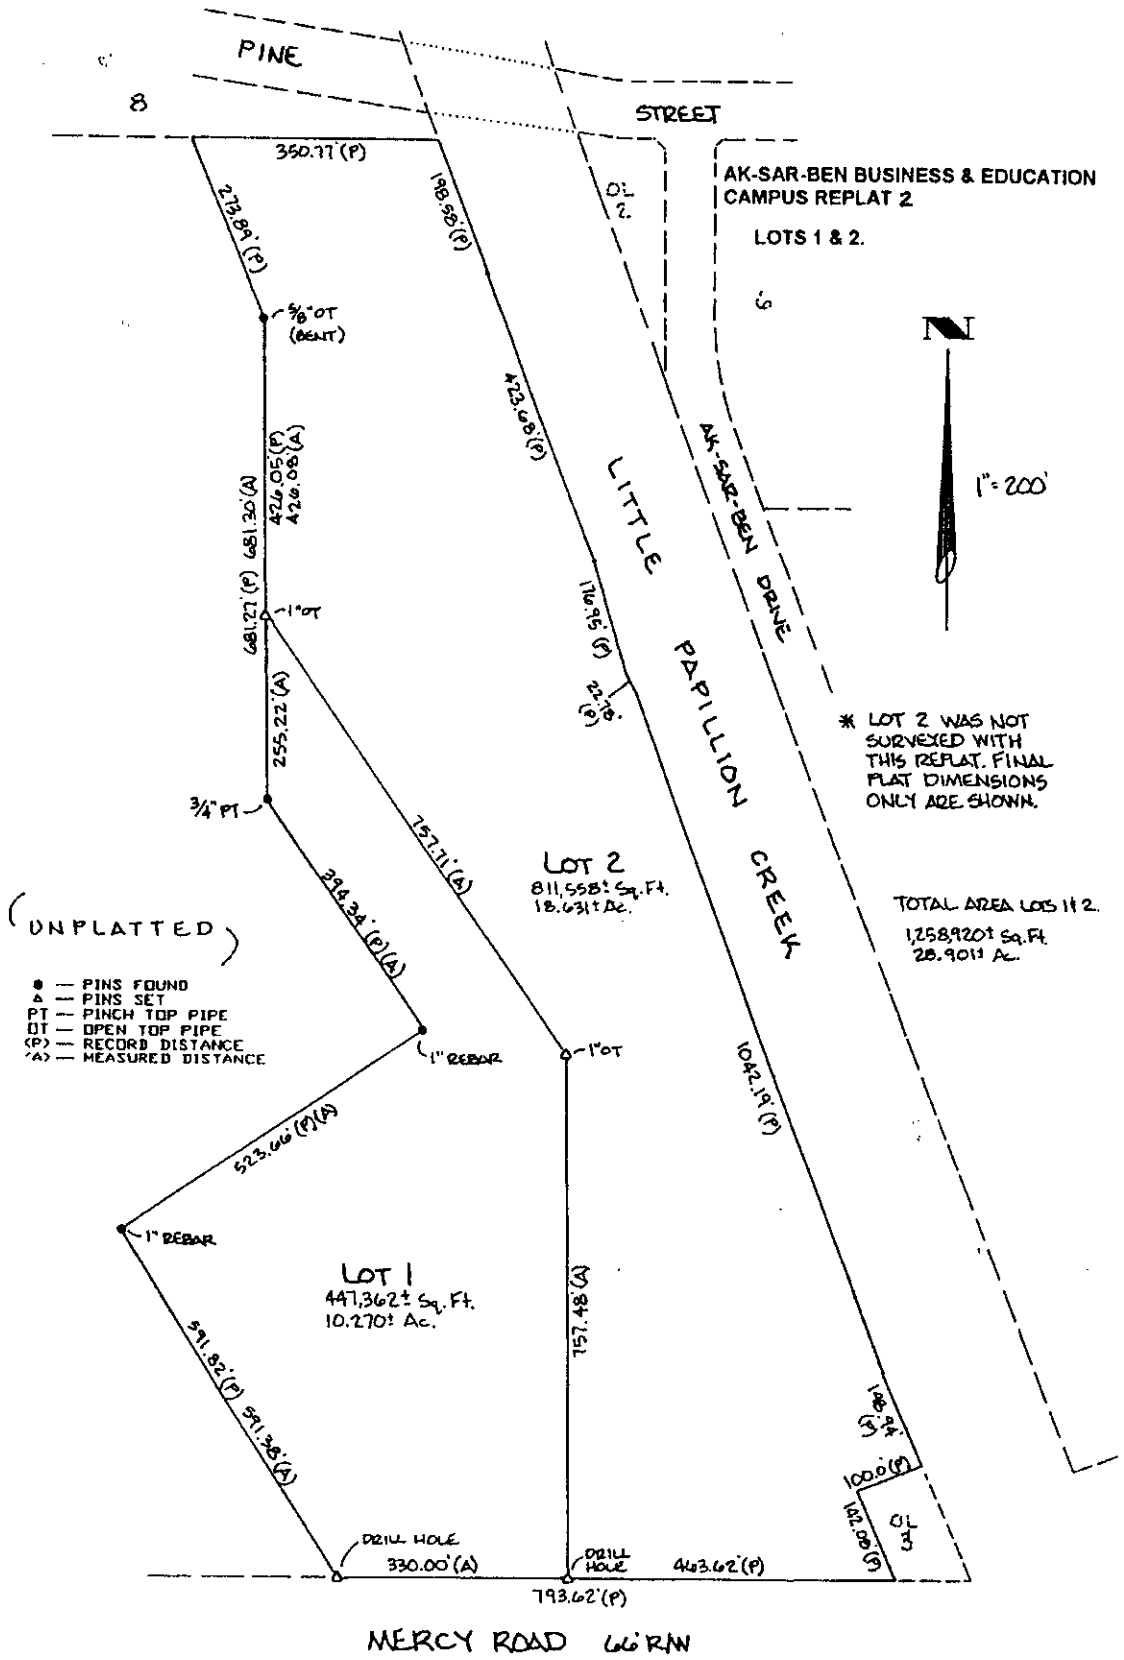 PINE
8
STREET
350.77'(P)
AK-SAR-BEN BUSINESS & EDUCATION
CAMPUS REPLAT 2
LOTS 1 & 2.
OL
2
6
198.58'(P)
273.89'(P)
5/8"OT
(BENT)
N
1"=200'
423.68'(P)
426.05'(P)
426.08'(A)
681.27'(P) 681.30'(A)
LITTLE PAPILLION CREEK
AK-SAR-BEN DRIVE
176.95'(P)
1"OT
22.78'
(P)
255.22'(A)
3/4" PT
* LOT 2 WAS NOT
SURVEYED WITH
THIS REPLAT. FINAL
PLAT DIMENSIONS
ONLY ARE SHOWN.
757.71'(A)
394.34'(P)(A)
LOT 2
811,558± Sq.Ft.
18.631± Ac.
TOTAL AREA LOTS 1 & 2.
1,258,920± Sq.Ft.
28.901± Ac.
(UNPLATTED)
● — PINS FOUND
△ — PINS SET
PT — PINCH TOP PIPE
OT — OPEN TOP PIPE
(P) — RECORD DISTANCE
(A) — MEASURED DISTANCE
1" REBAR
1"OT
1042.19'(P)
523.66'(P)(A)
1" REBAR
LOT 1
447,362± Sq.Ft.
10.270± Ac.
757.48'(A)
591.82'(P) 591.38'(A)
148.94'
(P)
100.0'(P)
142.08'(P)
OL
3
DRILL HOLE
330.00'(A)
DRILL
HOLE
463.62'(P)
793.62'(P)
MERCY ROAD 66' R/W